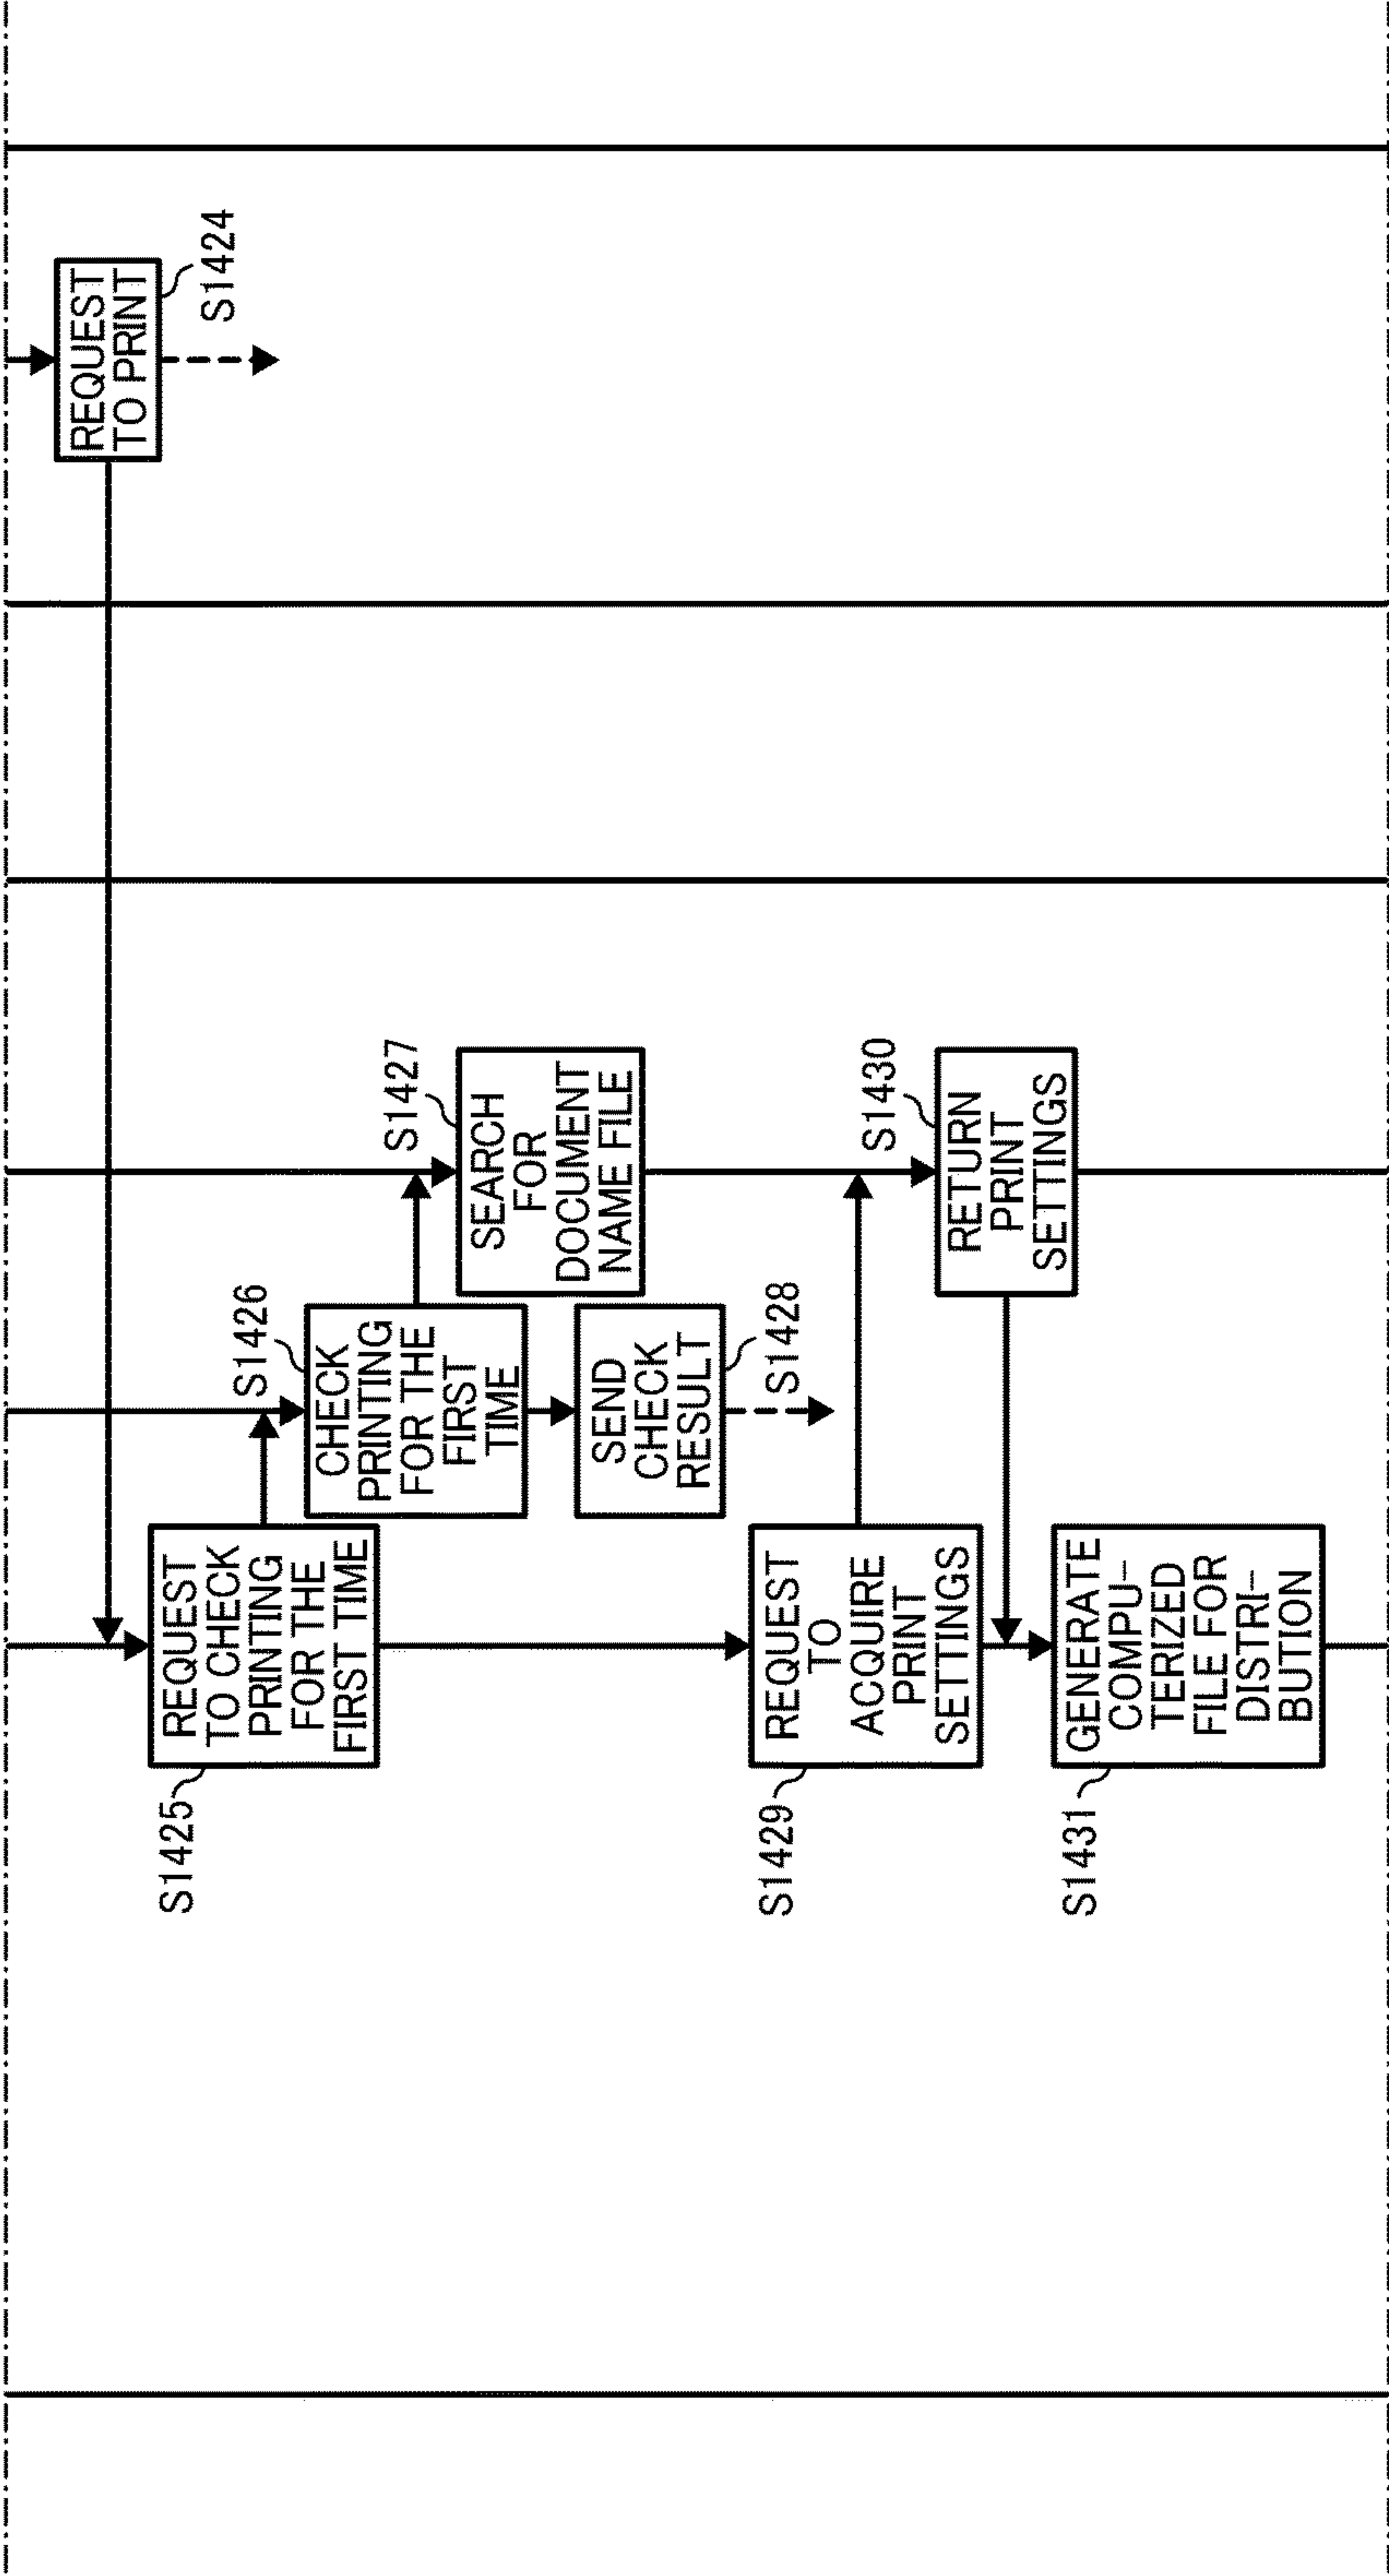 REQUEST
TO PRINT
S1424
S1425
REQUEST
TO CHECK
PRINTING
FOR THE
FIRST TIME
S1426
CHECK
PRINTING
FOR THE
FIRST
TIME
S1427
SEARCH
FOR
DOCUMENT
NAME FILE
SEND
CHECK
RESULT
S1428
S1429
REQUEST
TO
ACQUIRE
PRINT
SETTINGS
S1430
RETURN
PRINT
SETTINGS
S1431
GENERATE
COMPU-
TERIZED
FILE FOR
DISTRI-
BUTION